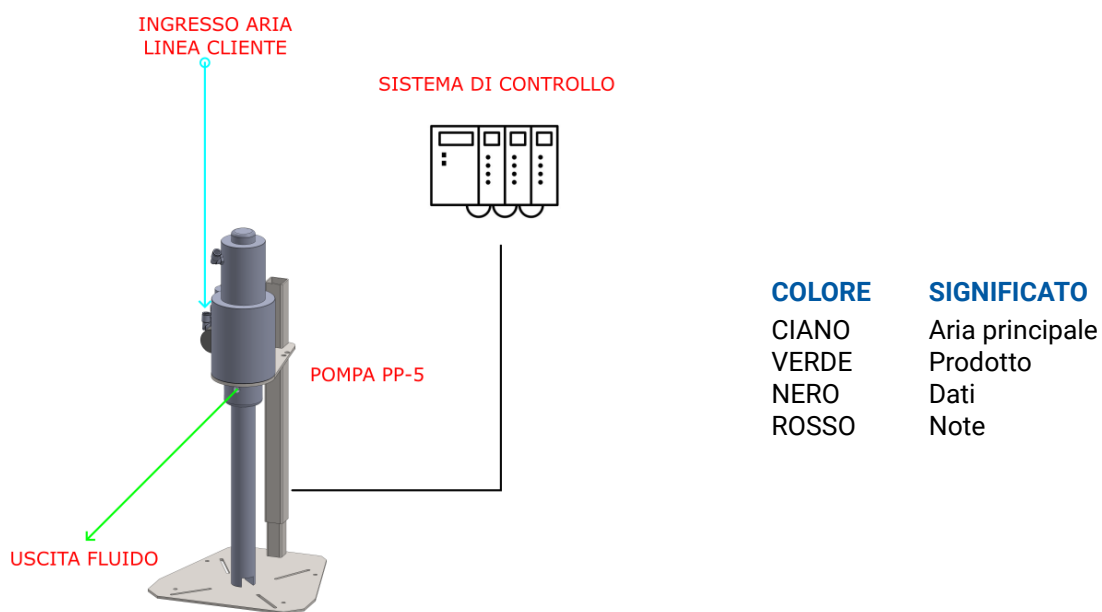 INGRESSO ARIA
LINEA CLIENTE
SISTEMA DI CONTROLLO
POMPA PP-5
USCITA FLUIDO
COLORE SIGNIFICATO
CIANO Aria principale
VERDE Prodotto
NERO Dati
ROSSO Note